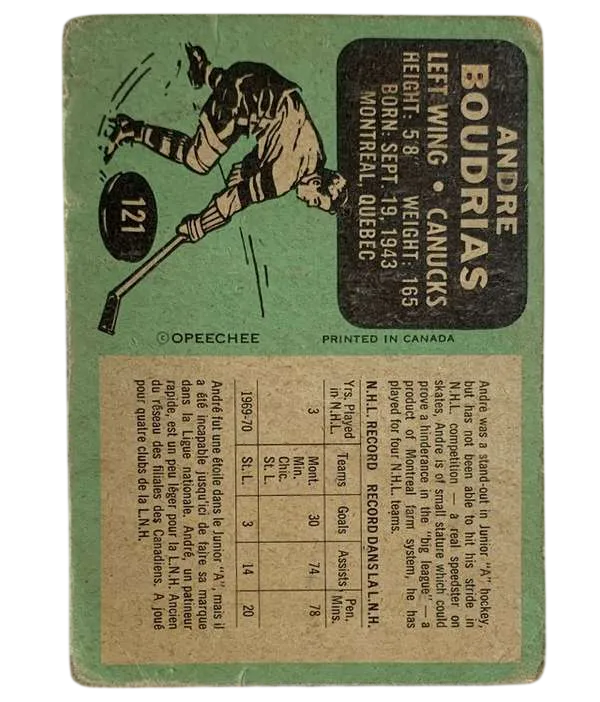 ANDRE
BOUDRIAS
LEFT WING • CANUCKS
HEIGHT: 5'8" WEIGHT: 165
BORN: SEPT. 19, 1943
MONTREAL, QUEBEC
121
© OPEECHEE
PRINTED IN CANADA
André was a stand-out in Junior "A" hockey,
but has not been able to hit his stride in
N.H.L. competition — a real speedster on
skates, Andre is of small stature which could
prove a hinderance in the "big league" — a
product of Montreal farm system, he has
played for four N.H.L. teams.
N.H.L. RECORD RECORD DANS LA L.N.H.
Yrs. Played in N.H.L. Teams Goals Assists Pen. Mins.
3 Mont. 30 74 78
Min.
Chic.
St. L.
1969-70 St. L. 3 14 20
André fut une étoile dans le Junior "A", mais il
a été incapable jusqu'ici de faire sa marque
dans la Ligue nationale. André, un patineur
rapide, est un peu léger pour la L.N.H. Ancien
du réseau des filiales des Canadiens. A joué
pour quatre clubs de la L.N.H.